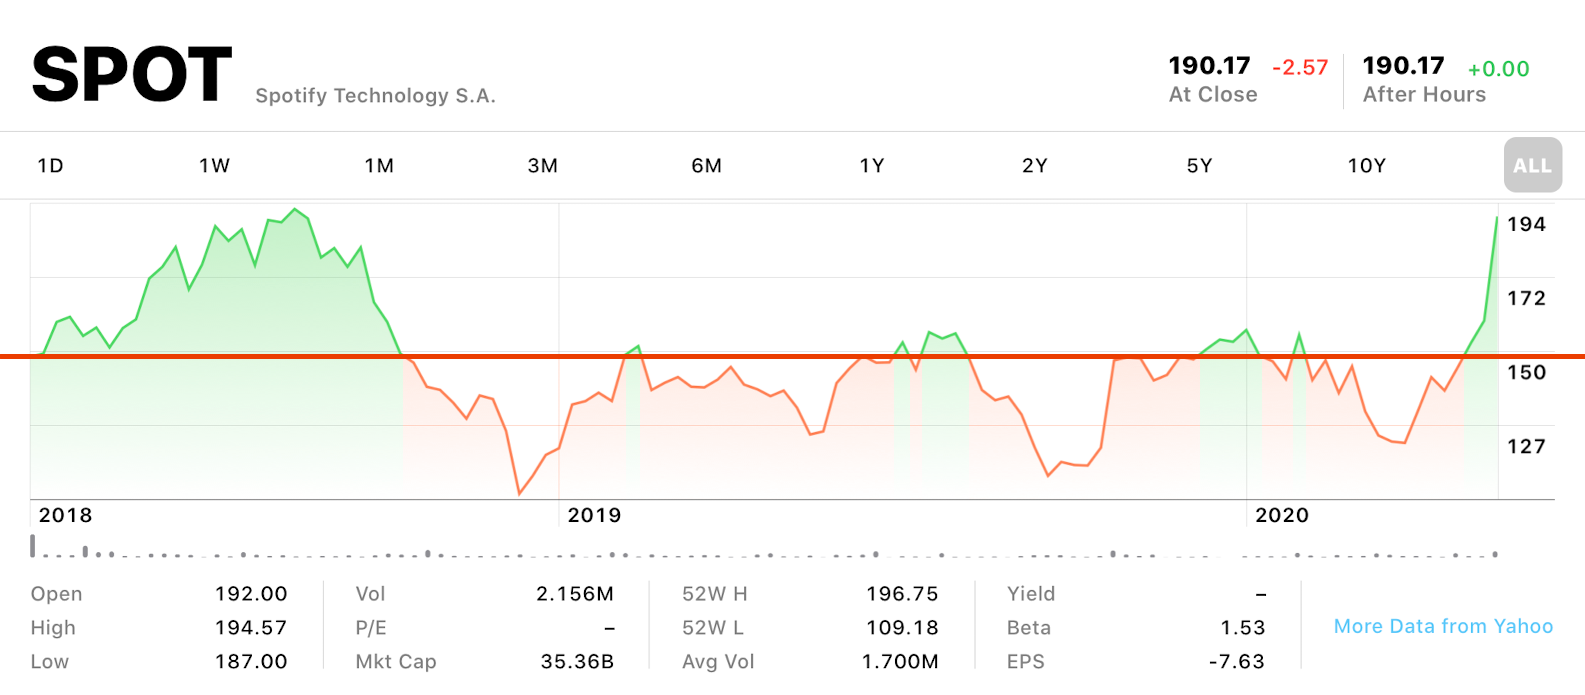 SPOT Spotify Technology S.A.
190.17 -2.57 190.17 +0.00
At Close After Hours
1D 1W 1M 3M 6M 1Y 2Y 5Y 10Y ALL
194
172
150
127
2018 2019 2020
Open 192.00 Vol 2.156M 52W H 196.75 Yield –
High 194.57 P/E – 52W L 109.18 Beta 1.53 More Data from Yahoo
Low 187.00 Mkt Cap 35.36B Avg Vol 1.700M EPS -7.63